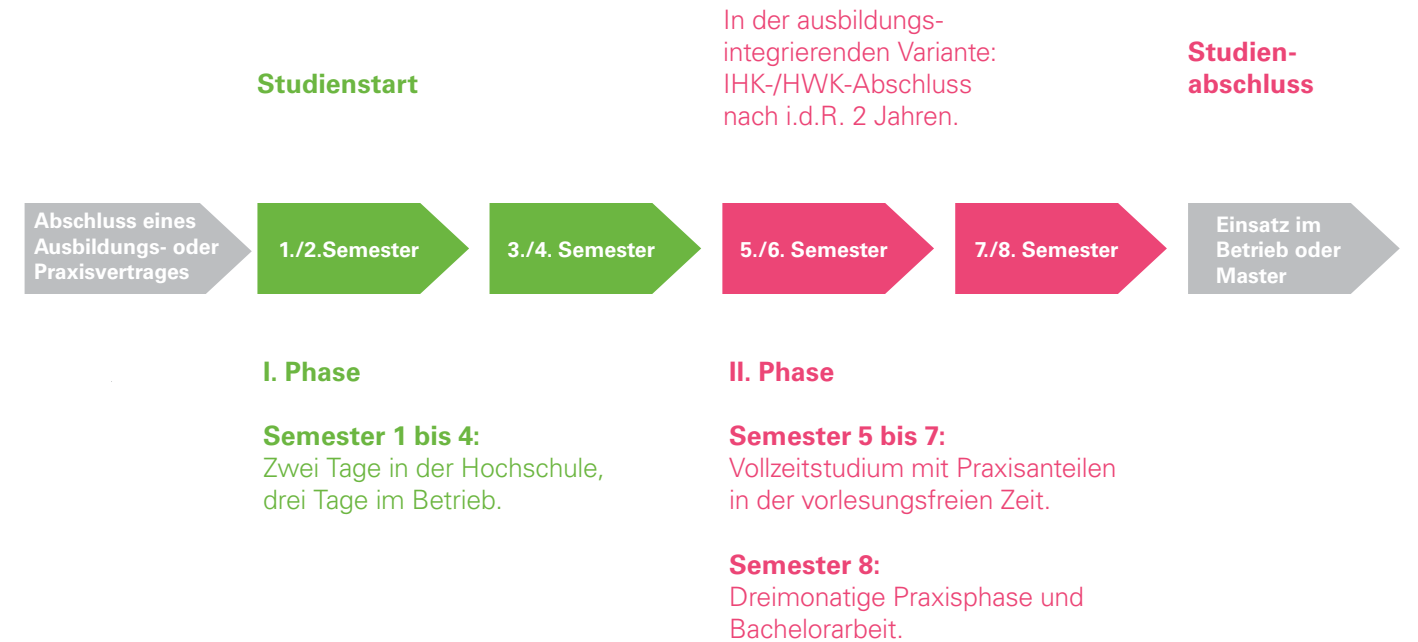 In der ausbildungs-
integrierenden Variante:
IHK-/HWK-Abschluss
nach i.d.R. 2 Jahren.
Studienstart
Studien-
abschluss
Abschluss eines
Ausbildungs- oder
Praxisvertrages
1./2.Semester
3./4. Semester
5./6. Semester
7./8. Semester
Einsatz im
Betrieb oder
Master
I. Phase
Semester 1 bis 4:
Zwei Tage in der Hochschule,
drei Tage im Betrieb.
II. Phase
Semester 5 bis 7:
Vollzeitstudium mit Praxisanteilen
in der vorlesungsfreien Zeit.
Semester 8:
Dreimonatige Praxisphase und
Bachelorarbeit.